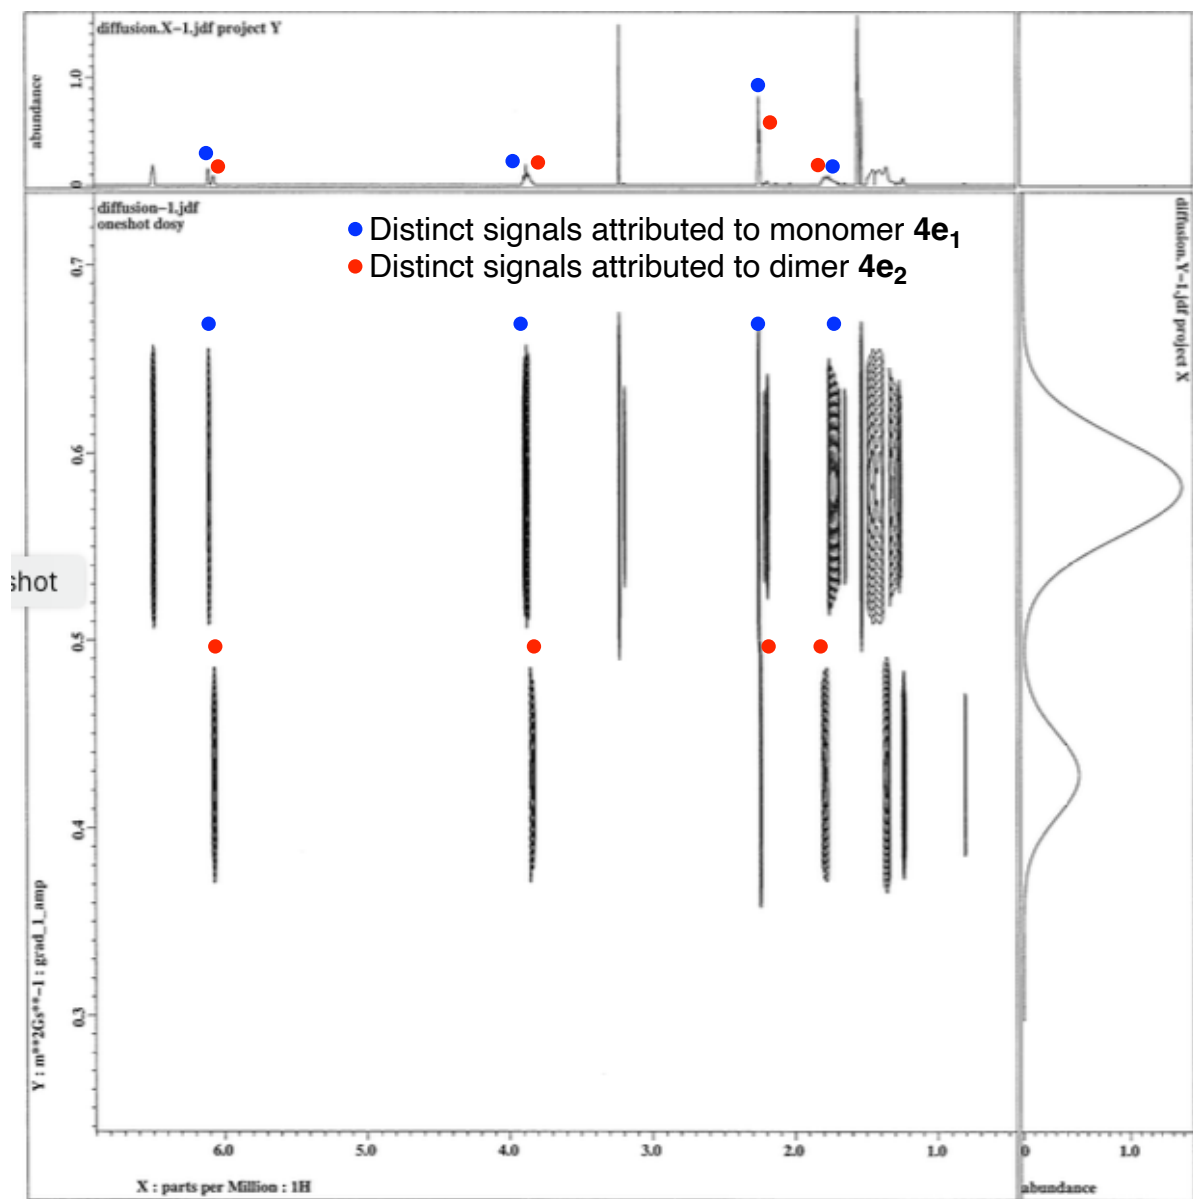 diffusion.X-1.jdf project Y
abundance
1.0
0
diffusion-1.jdf
oneshot dosy
Distinct signals attributed to monomer 4e1
Distinct signals attributed to dimer 4e2
0.7
0.6
0.5
0.4
0.3
shot
Y : m**2Gs**-1 : grad_1_amp
diffusion.Y-1.jdf project X
6.0 5.0 4.0 3.0 2.0 1.0 0 1.0
X : parts per Million : 1H
abundance